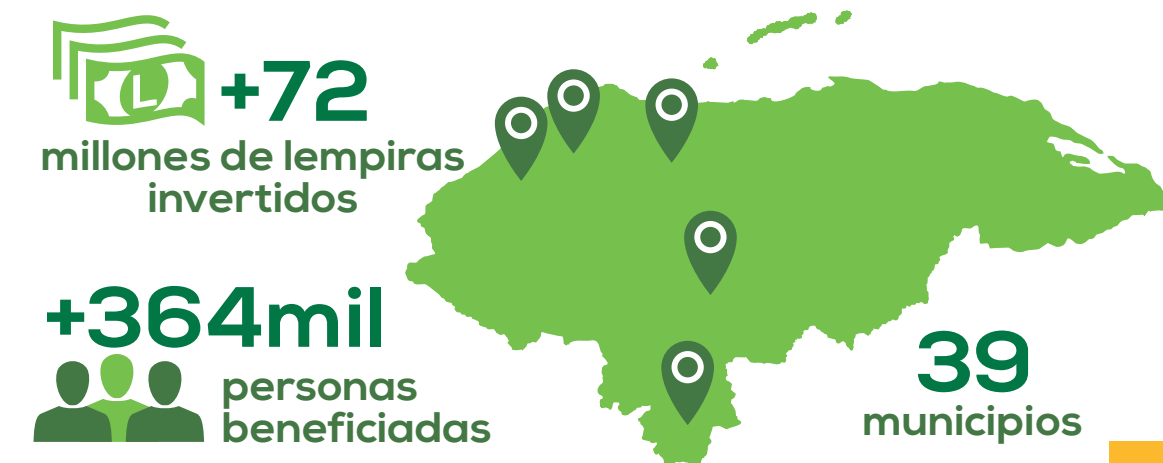 L
+72
millones de lempiras
invertidos
+364mil
personas
beneficiadas
39
municipios